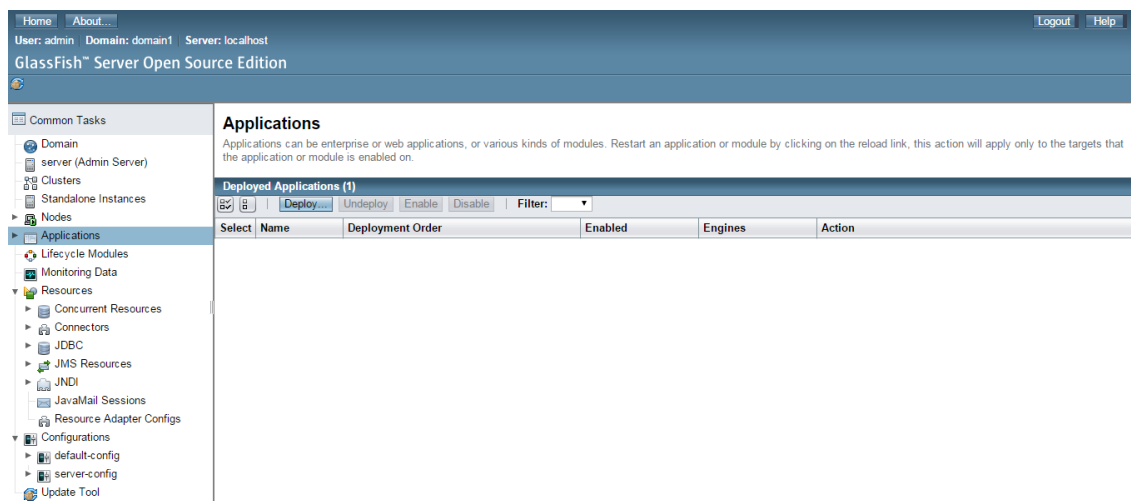 Home About... Logout Help
User: admin Domain: domain1 Server: localhost
GlassFish™ Server Open Source Edition
Common Tasks
Domain
server (Admin Server)
Clusters
Standalone Instances
Nodes
Applications
Lifecycle Modules
Monitoring Data
Resources
Concurrent Resources
Connectors
JDBC
JMS Resources
JNDI
JavaMail Sessions
Resource Adapter Configs
Configurations
default-config
server-config
Update Tool
Applications
Applications can be enterprise or web applications, or various kinds of modules. Restart an application or module by clicking on the reload link, this action will apply only to the targets that
the application or module is enabled on.
Deployed Applications (1)
Deploy... Undeploy Enable Disable Filter:
Select Name Deployment Order Enabled Engines Action